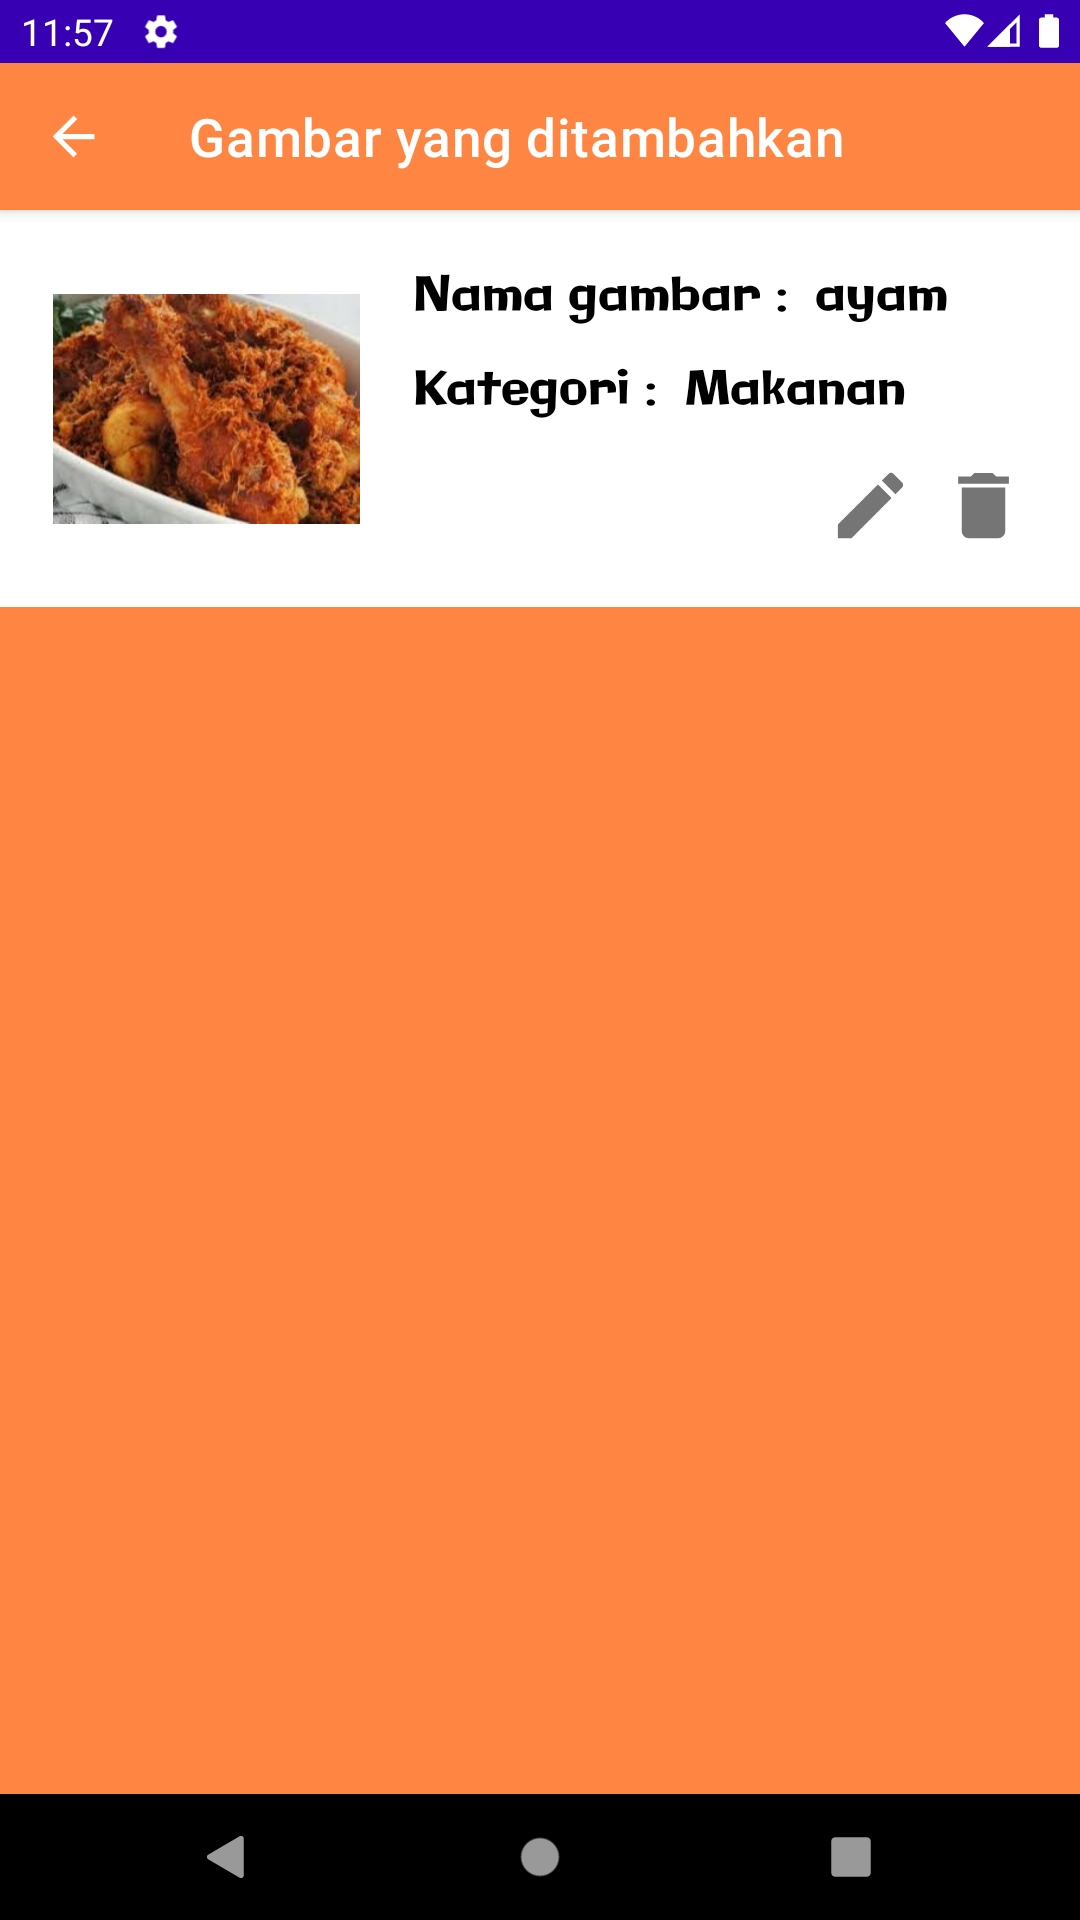 11:57
Gambar yang ditambahkan
Nama gambar : ayam
Kategori : Makanan